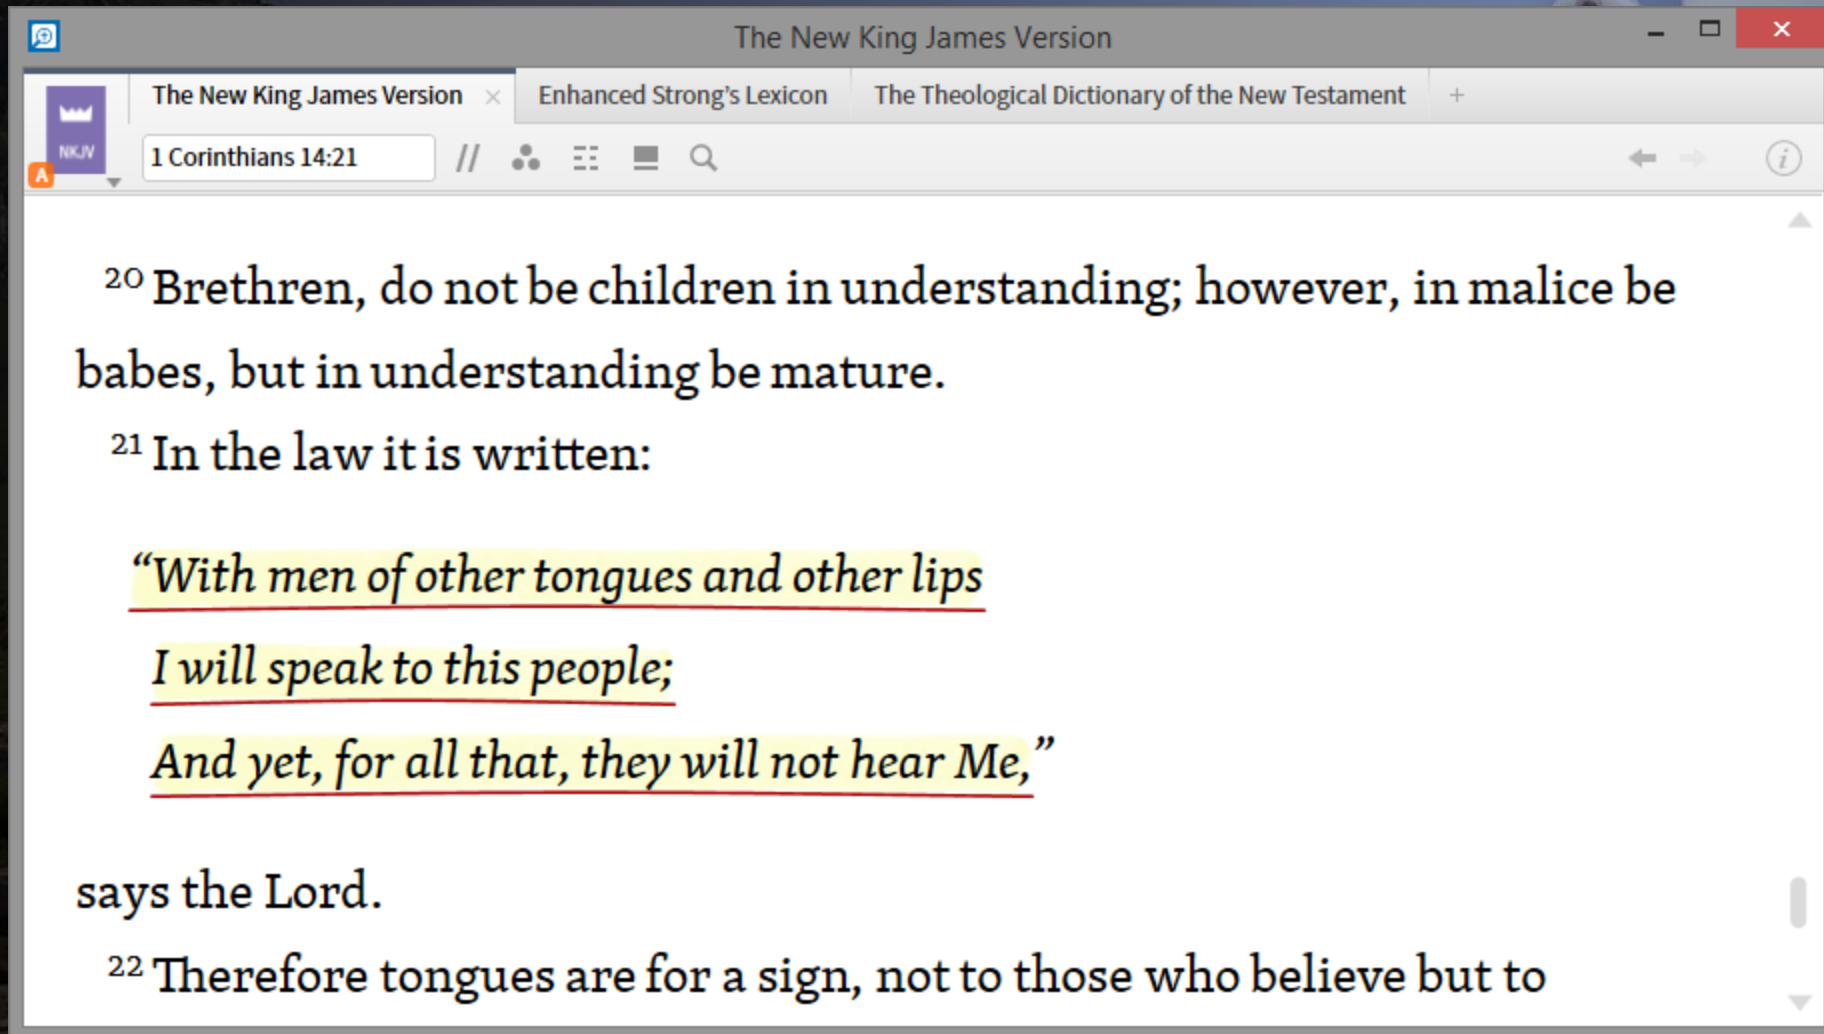 The New King James Version
The New King James Version Enhanced Strong's Lexicon The Theological Dictionary of the New Testament
NKJV
A
1 Corinthians 14:21
20 Brethren, do not be children in understanding; however, in malice be
babes, but in understanding be mature.
21 In the law it is written:
“With men of other tongues and other lips
I will speak to this people;
And yet, for all that, they will not hear Me,”
says the Lord.
22 Therefore tongues are for a sign, not to those who believe but to